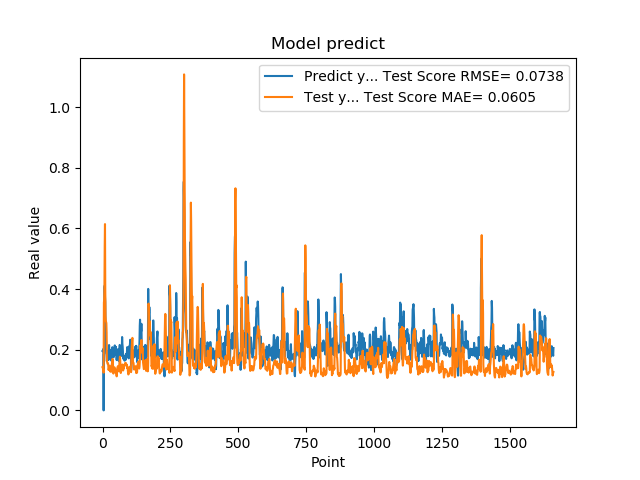 Model predict
Predict y... Test Score RMSE= 0.0738
Test y... Test Score MAE= 0.0605
1.0
0.8
0.6
0.4
0.2
0.0
Real value
0 250 500 750 1000 1250 1500
Point